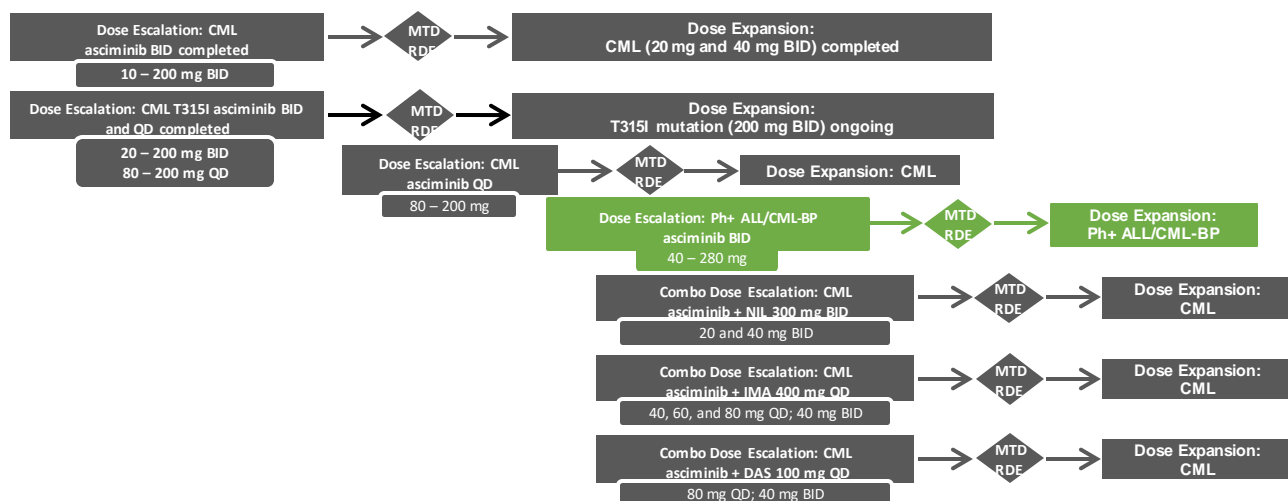 Dose Escalation: CML
asciminib BID completed
10 – 200 mg BID
MTD
RDE
Dose Expansion:
CML (20 mg and 40 mg BID) completed
Dose Escalation: CML T315I asciminib BID
and QD completed
20 – 200 mg BID
80 – 200 mg QD
MTD
RDE
Dose Expansion:
T315I mutation (200 mg BID) ongoing
Dose Escalation: CML
asciminib QD
80 – 200 mg
MTD
RDE
Dose Expansion: CML
Dose Escalation: Ph+ ALL/CML-BP
asciminib BID
40 – 280 mg
MTD
RDE
Dose Expansion:
Ph+ ALL/CML-BP
Combo Dose Escalation: CML
asciminib + NIL 300 mg BID
20 and 40 mg BID
MTD
RDE
Dose Expansion:
CML
Combo Dose Escalation: CML
asciminib + IMA 400 mg QD
40, 60, and 80 mg QD; 40 mg BID
MTD
RDE
Dose Expansion:
CML
Combo Dose Escalation: CML
asciminib + DAS 100 mg QD
80 mg QD; 40 mg BID
MTD
RDE
Dose Expansion:
CML